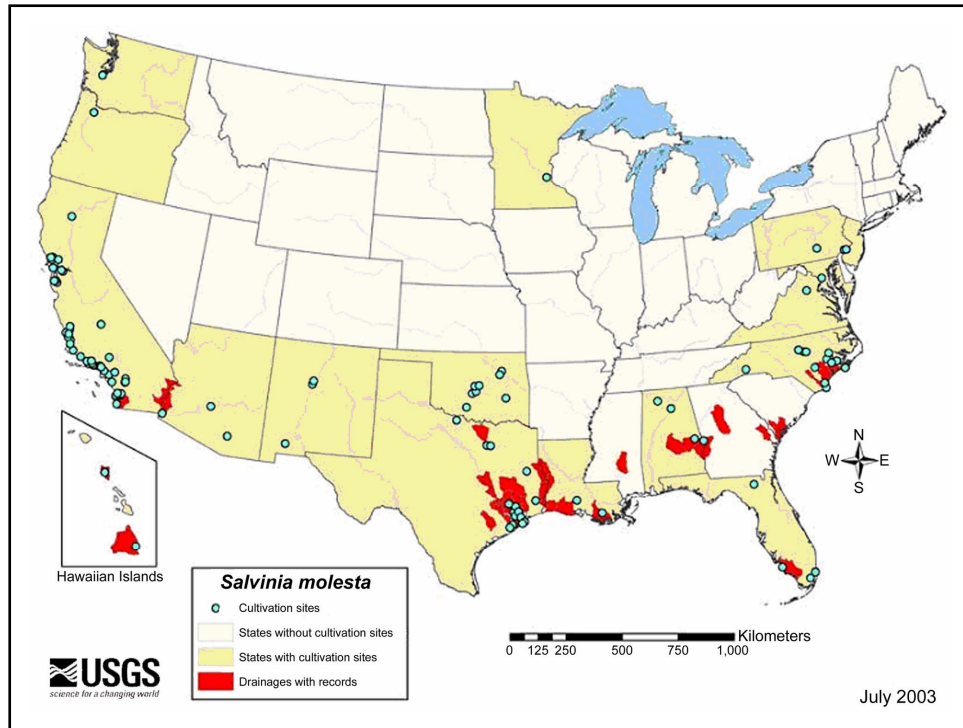 N
W E
S
Hawaiian Islands
Salvinia molesta
Cultivation sites
States without cultivation sites
States with cultivation sites
Drainages with records
Kilometers
0 125 250 500 750 1,000
USGS
science for a changing world
July 2003